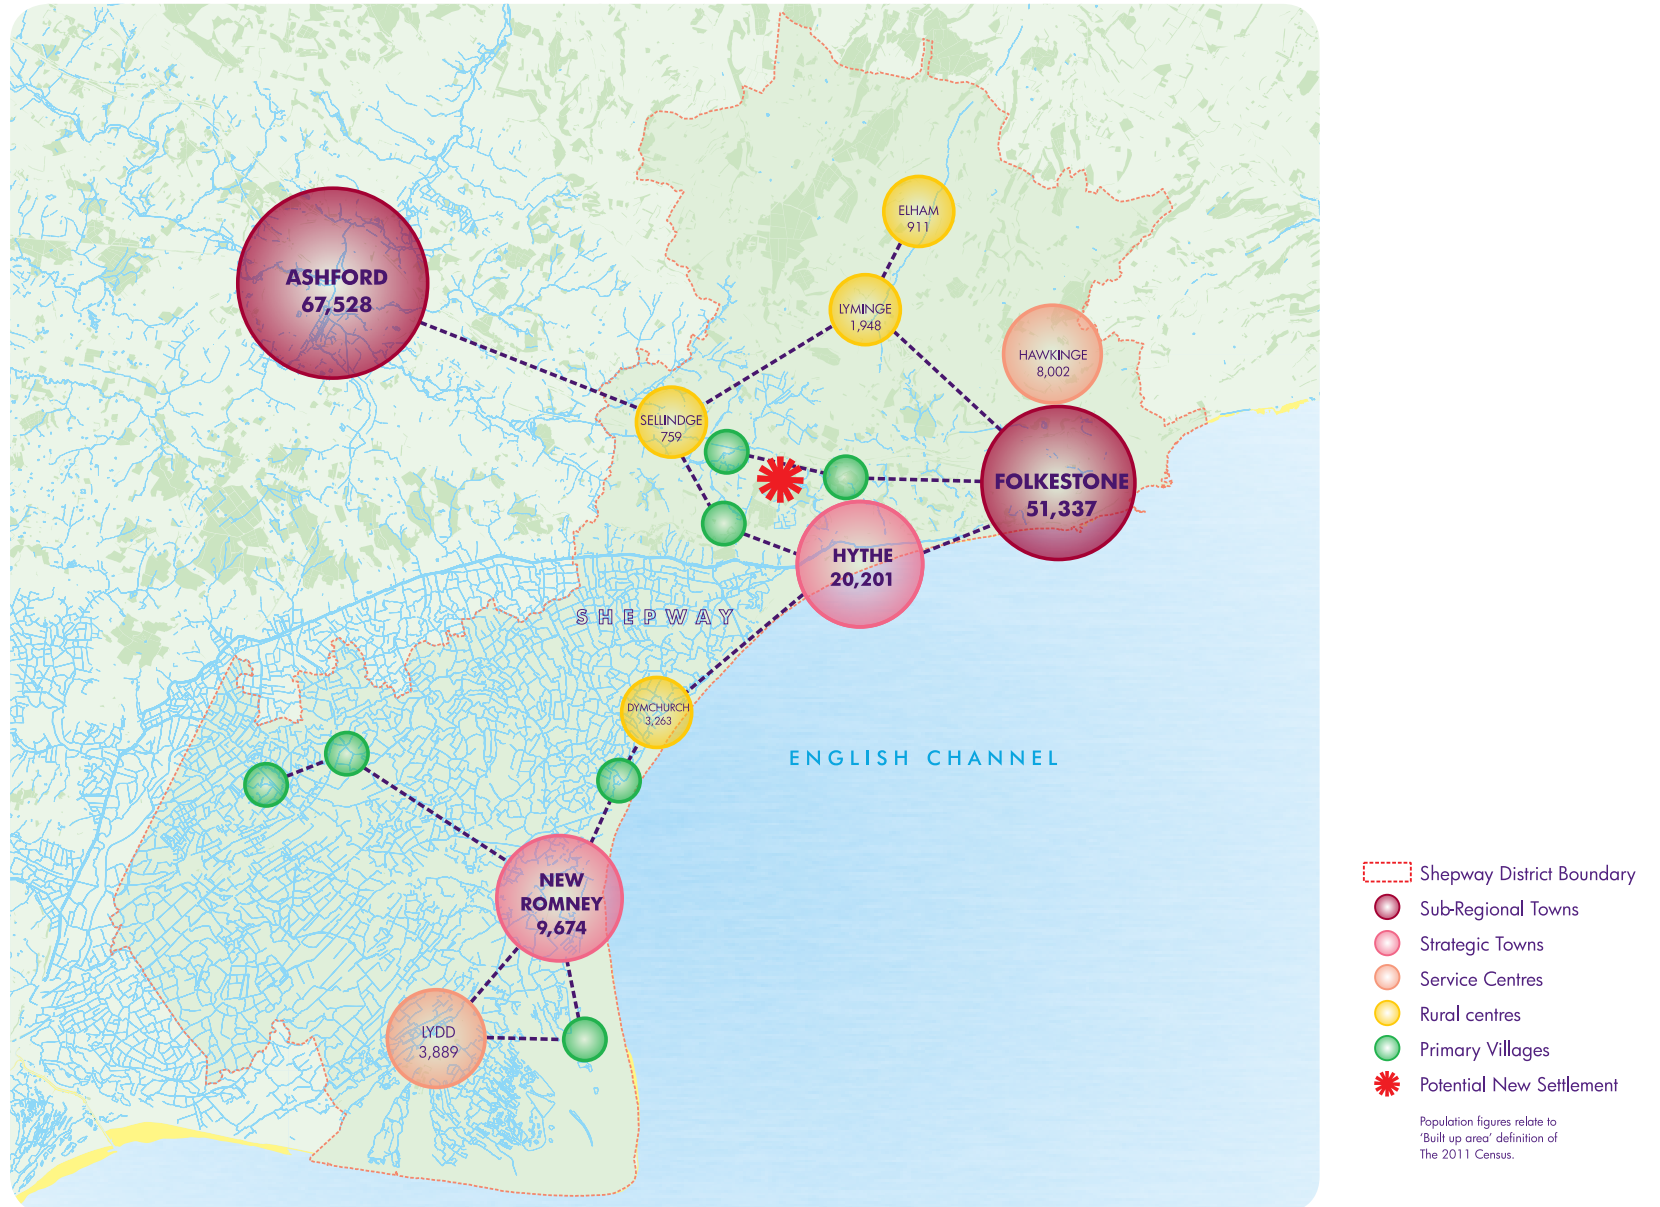 ELHAM
911
ASHFORD
67,528
LYMINGE
1,948
HAWKINGE
8,002
SELLINDGE
759
FOLKESTONE
51,337
HYTHE
20,201
SHEPWAY
DYMCHURCH
3,263
ENGLISH CHANNEL
NEW
ROMNEY
9,674
LYDD
3,889
Shepway District Boundary
Sub-Regional Towns
Strategic Towns
Service Centres
Rural centres
Primary Villages
Potential New Settlement
Population figures relate to
‘Built up area’ definition of
The 2011 Census.